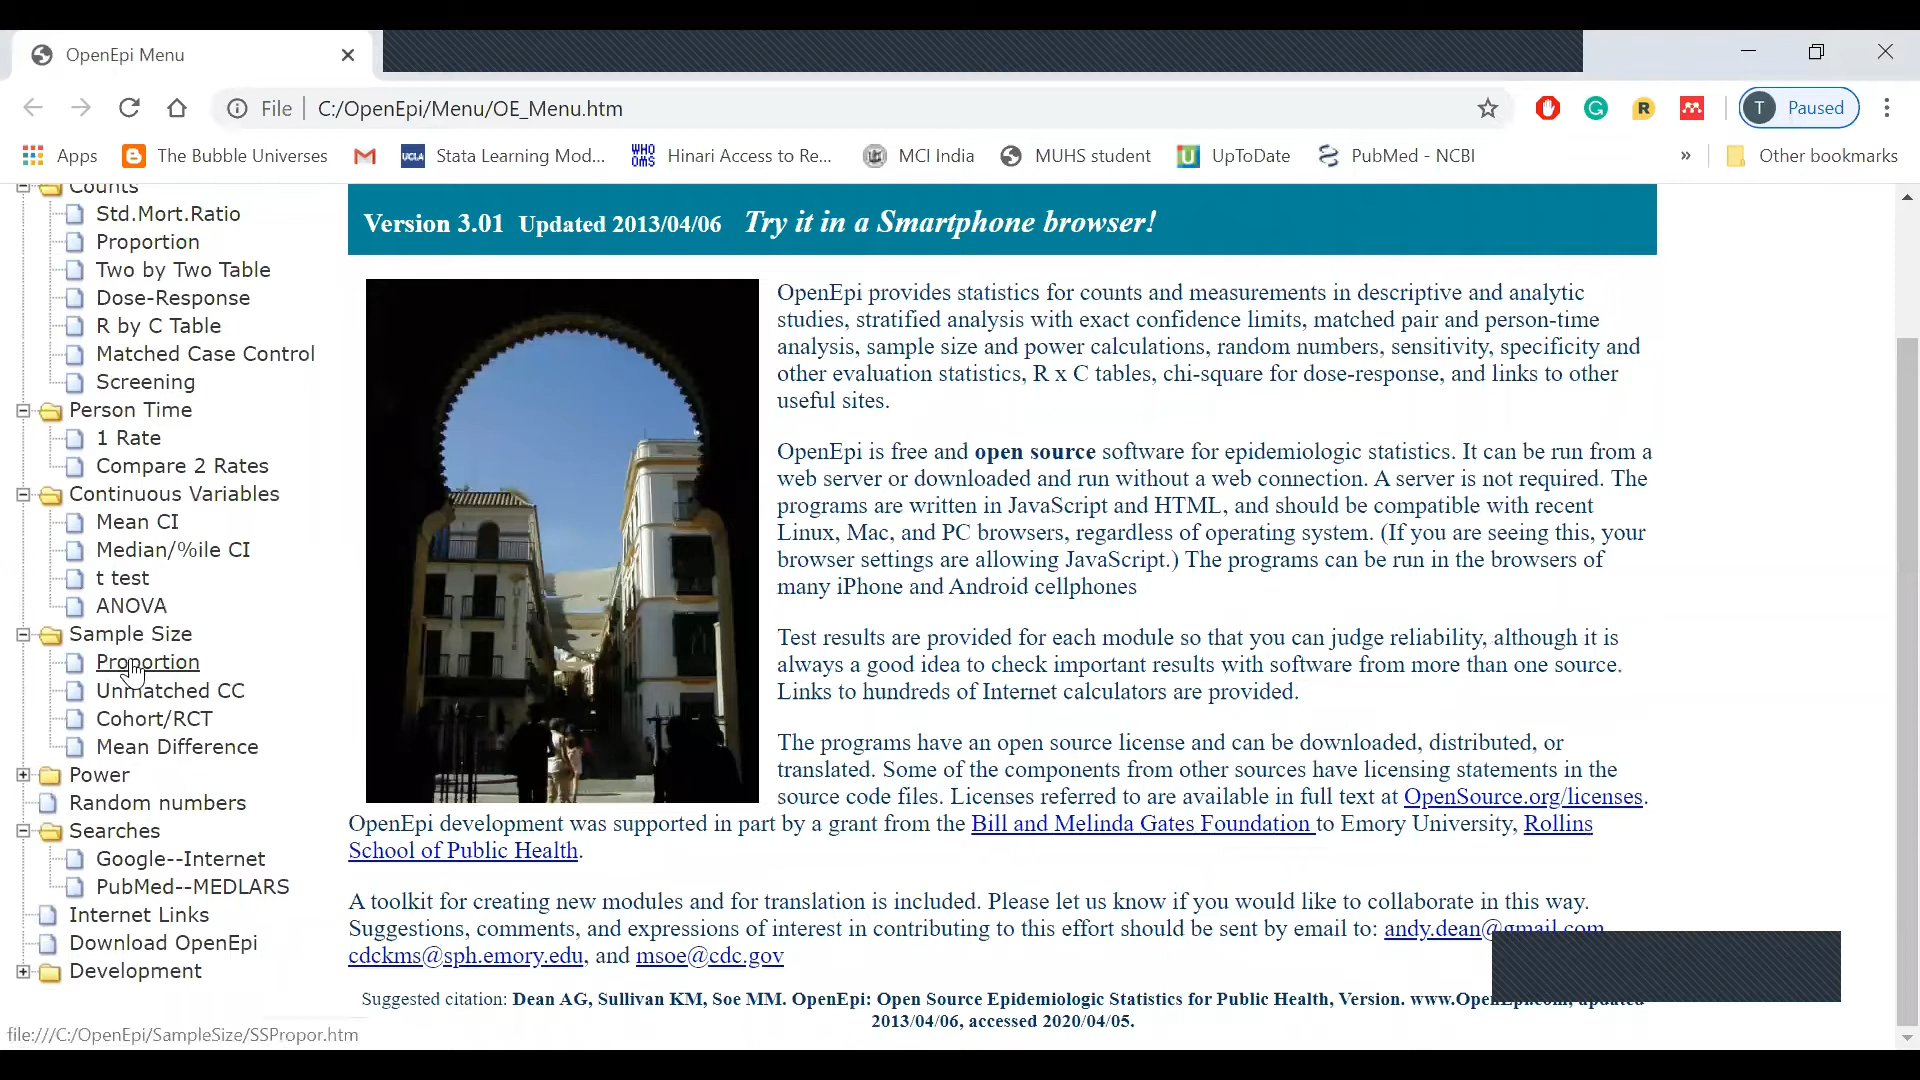 OpenEpi Menu
File C:/OpenEpi/Menu/OE_Menu.htm
T Paused
Apps The Bubble Universes UCLA Stata Learning Mod... WHO OMS Hinari Access to Re... MCI India MUHS student UpToDate PubMed - NCBI » Other bookmarks
Counts
Std.Mort.Ratio
Proportion
Two by Two Table
Dose-Response
R by C Table
Matched Case Control
Screening
Person Time
1 Rate
Compare 2 Rates
Continuous Variables
Mean CI
Median/%ile CI
t test
ANOVA
Sample Size
Proportion
Unmatched CC
Cohort/RCT
Mean Difference
Power
Random numbers
Searches
Google--Internet
PubMed--MEDLARS
Internet Links
Download OpenEpi
Development
file:///C:/OpenEpi/SampleSize/SSPropor.htm
Version 3.01 Updated 2013/04/06 Try it in a Smartphone browser!
OpenEpi provides statistics for counts and measurements in descriptive and analytic
studies, stratified analysis with exact confidence limits, matched pair and person-time
analysis, sample size and power calculations, random numbers, sensitivity, specificity and
other evaluation statistics, R x C tables, chi-square for dose-response, and links to other
useful sites.
OpenEpi is free and open source software for epidemiologic statistics. It can be run from a
web server or downloaded and run without a web connection. A server is not required. The
programs are written in JavaScript and HTML, and should be compatible with recent
Linux, Mac, and PC browsers, regardless of operating system. (If you are seeing this, your
browser settings are allowing JavaScript.) The programs can be run in the browsers of
many iPhone and Android cellphones
Test results are provided for each module so that you can judge reliability, although it is
always a good idea to check important results with software from more than one source.
Links to hundreds of Internet calculators are provided.
The programs have an open source license and can be downloaded, distributed, or
translated. Some of the components from other sources have licensing statements in the
source code files. Licenses referred to are available in full text at OpenSource.org/licenses.
OpenEpi development was supported in part by a grant from the Bill and Melinda Gates Foundation to Emory University, Rollins
School of Public Health.
A toolkit for creating new modules and for translation is included. Please let us know if you would like to collaborate in this way.
Suggestions, comments, and expressions of interest in contributing to this effort should be sent by email to: andy.dean@gmail.com
cdckms@sph.emory.edu, and msoe@cdc.gov
Suggested citation: Dean AG, Sullivan KM, Soe MM. OpenEpi: Open Source Epidemiologic Statistics for Public Health, Version. www.OpenEpi.com, updated
2013/04/06, accessed 2020/04/05.